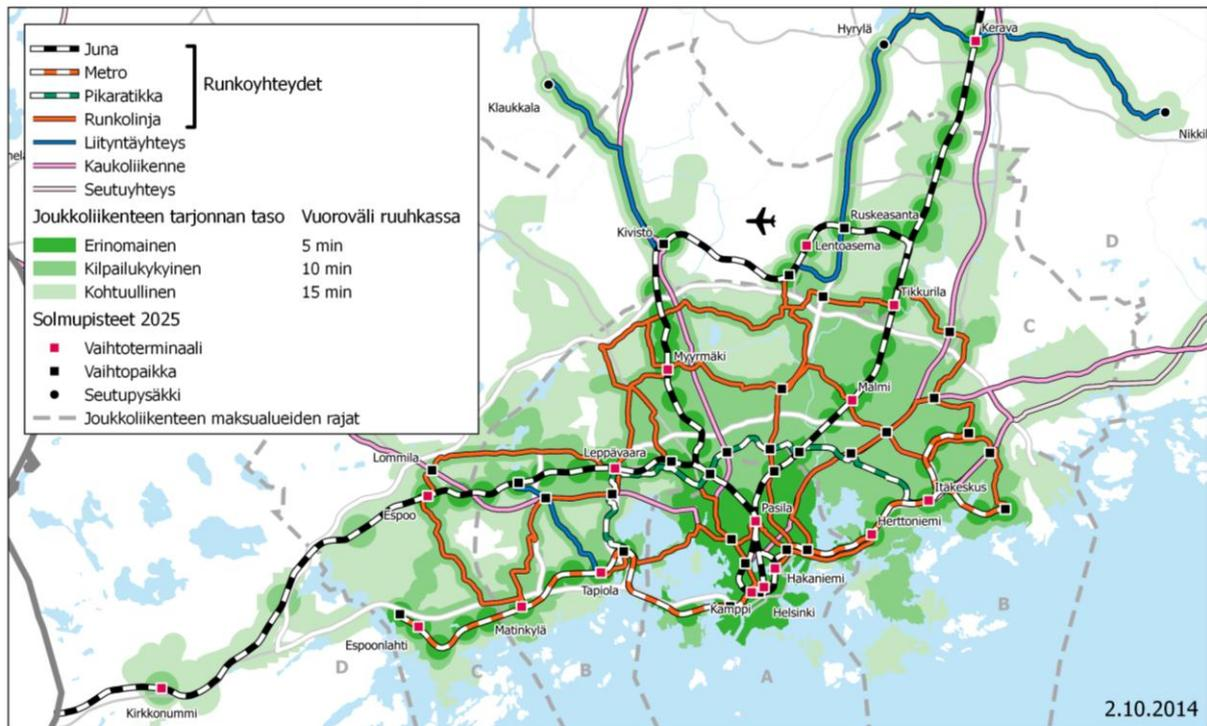 Juna
Metro
Pikaratikka
Runkolinja
Runkoyhteydet
Liityntäyhteys
Kaukoliikenne
Seutuyhteys
Joukkoliikenteen tarjonnan taso Vuoroväli ruuhkassa
Erinomainen 5 min
Kilpailukykyinen 10 min
Kohtuullinen 15 min
Solmupisteet 2025
Vaihtoterminaali
Vaihtopaikka
Seutupysäkki
Joukkoliikenteen maksualueiden rajat
Hyrylä
Kerava
Klaukkala
Nikkil
Ruskeasanta
Kivistö
Lentoasema
D
Tikkurila
C
Myyrmäki
Malmi
Lommila
Leppävaara
Itäkeskus
Espoo
Pasila
Herttoniemi
Hakaniemi
Tapiola
Kamppi
Helsinki
Matinkylä
B
Espoonlahti
D
C
B
A
Kirkkonummi
2.10.2014